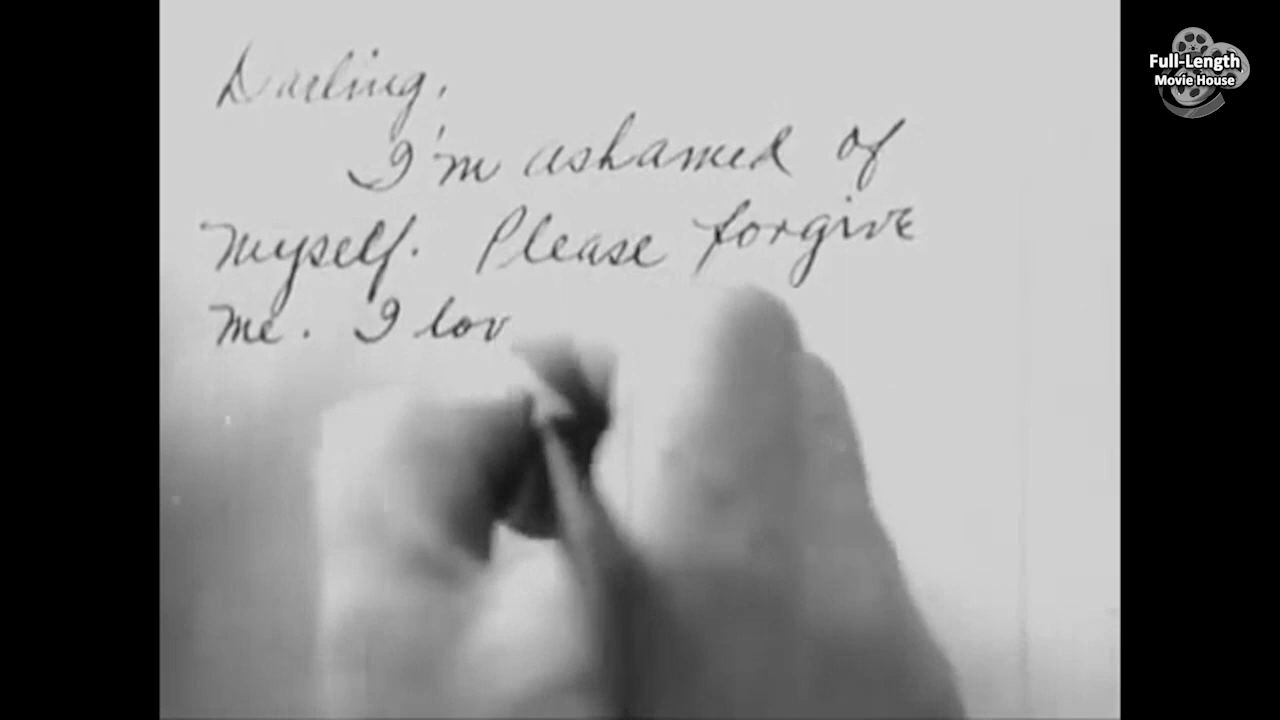 Darling,
I'm ashamed of
myself. Please forgive
me. I lov
Full-Length
Movie House